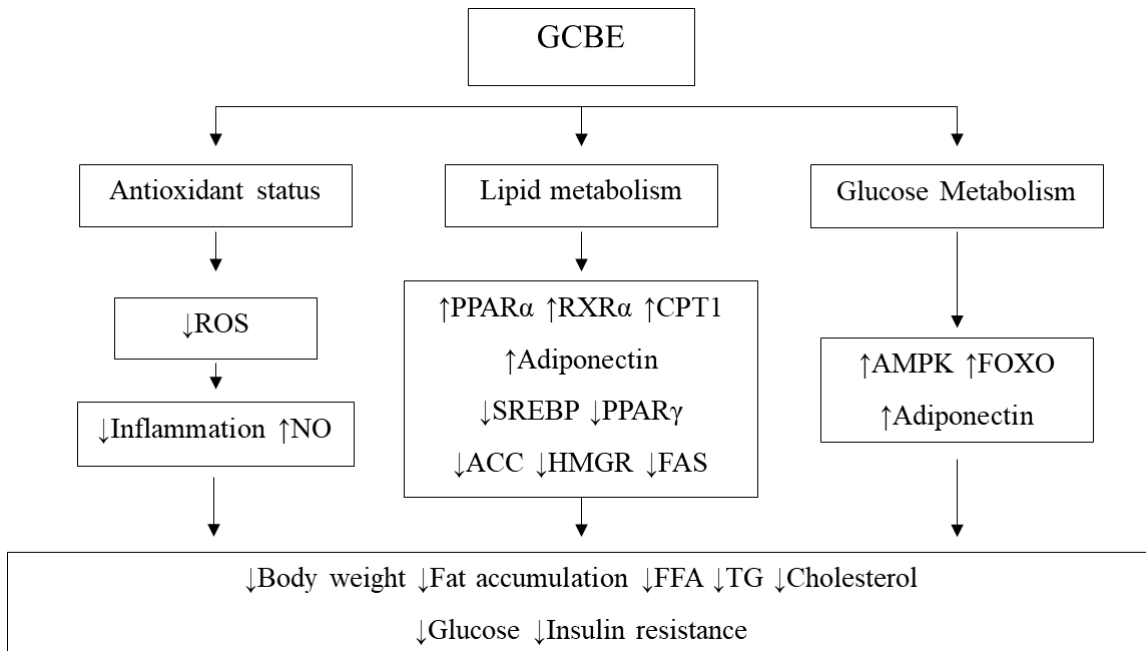 GCBE
Antioxidant status
Lipid metabolism
Glucose Metabolism
↓ROS
↓Inflammation ↑NO
↑PPARα ↑RXRα ↑CPT1
↑Adiponectin
↓SREBP ↓PPARγ
↓ACC ↓HMGR ↓FAS
↑AMPK ↑FOXO
↑Adiponectin
↓Body weight ↓Fat accumulation ↓FFA ↓TG ↓Cholesterol
↓Glucose ↓Insulin resistance